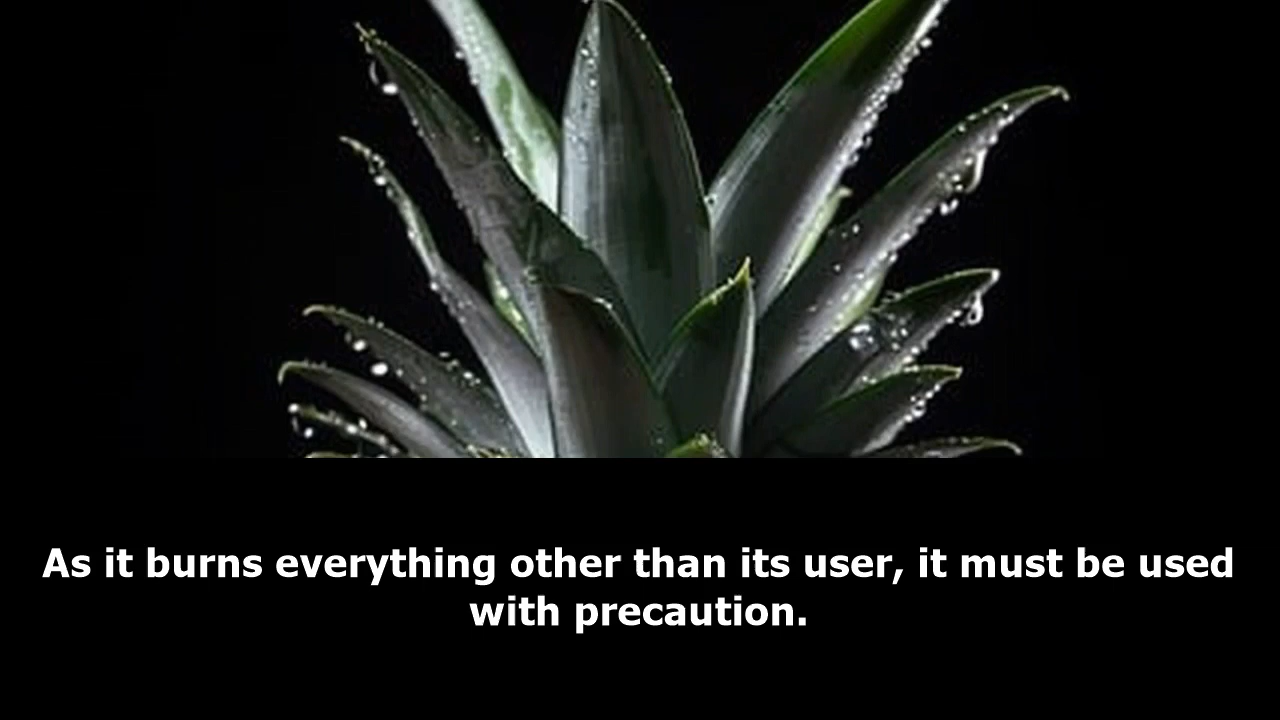 As it burns everything other than its user, it must be used
with precaution.